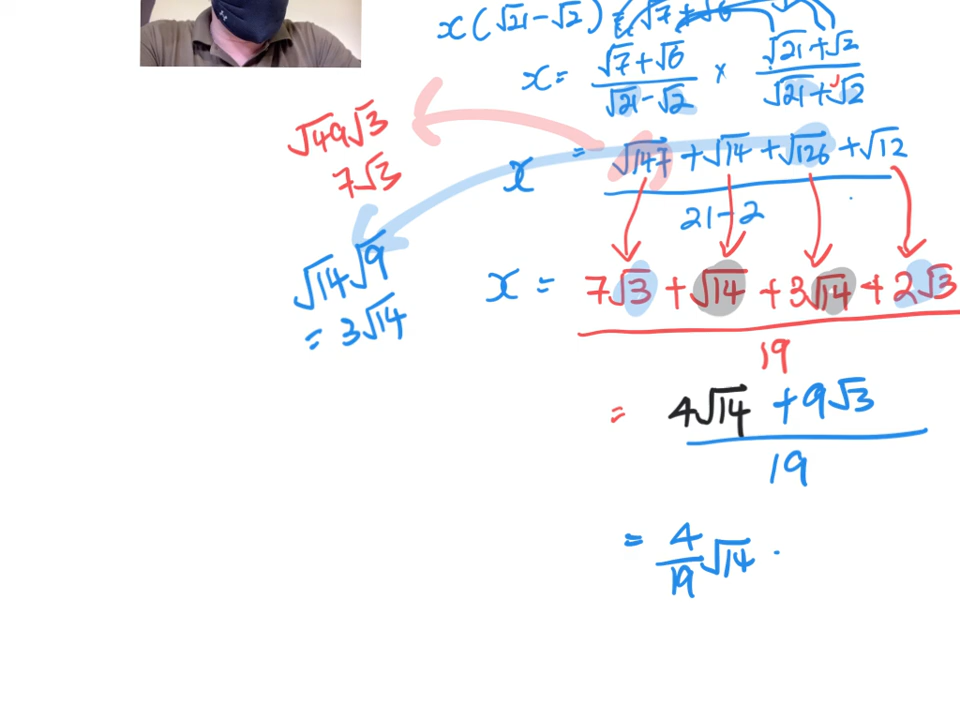 x(√21-√2) = √7+√6
x = (√7+√6)/(√21-√2) × (√21+√2)/(√21+√2)
√49√3
7√3
x = (√147 + √14 + √126 + √12)/(21-2)
√14√9
= 3√14
x = (7√3 + √14 + 3√14 + 2√3)/19
= (4√14 + 9√3)/19
= 4/19 √14